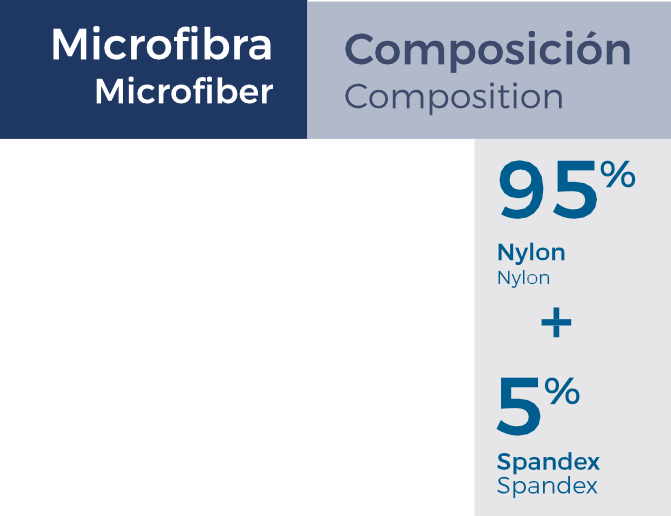 Microfibra
Microfiber
Composición
Composition
95%
Nylon
Nylon
+
5%
Spandex
Spandex